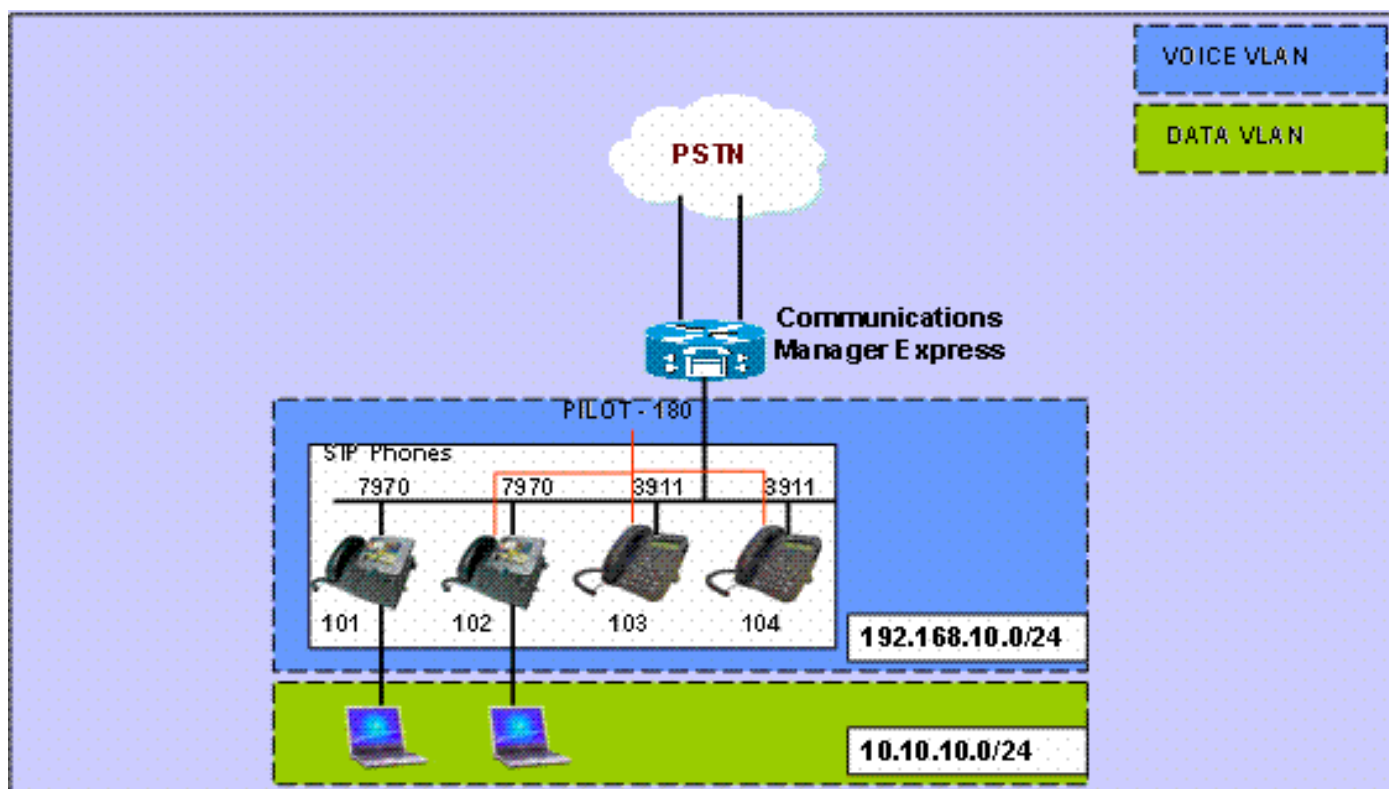 VOICE VLAN
DATA VLAN
PSTN
Communications
Manager Express
PILOT - 180
SIP Phones
7970 7970 3911 3911
101 102 103 104
192.168.10.0/24
10.10.10.0/24